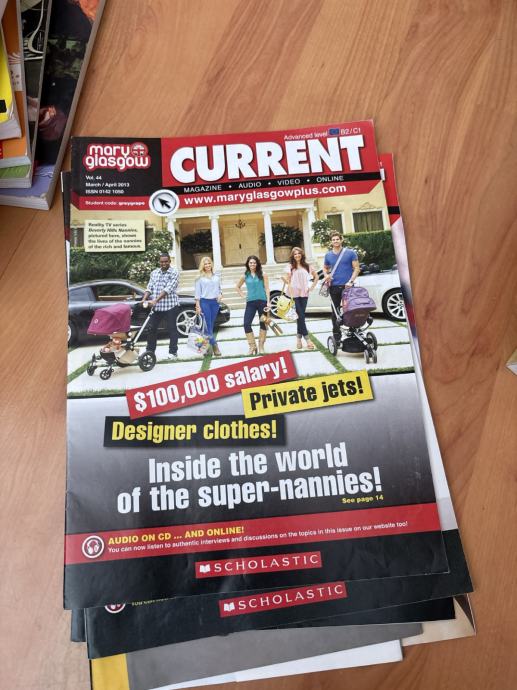 mary
glasgow
Vol. 44
March / April 2013
ISSN 0142 1050
Student code: greygrape
Advanced level B2/C1
CURRENT
MAGAZINE • AUDIO • VIDEO • ONLINE
www.maryglasgowplus.com
Reality TV series
Beverly Hills Nannies,
pictured here, shows
the lives of the nannies
of the rich and famous.
$100,000 salary!
Private jets!
Designer clothes!
Inside the world
of the super-nannies!
See page 14
AUDIO ON CD ... AND ONLINE!
You can now listen to authentic interviews and discussions on the topics in this issue on our website too!
SCHOLASTIC
SCHOLASTIC